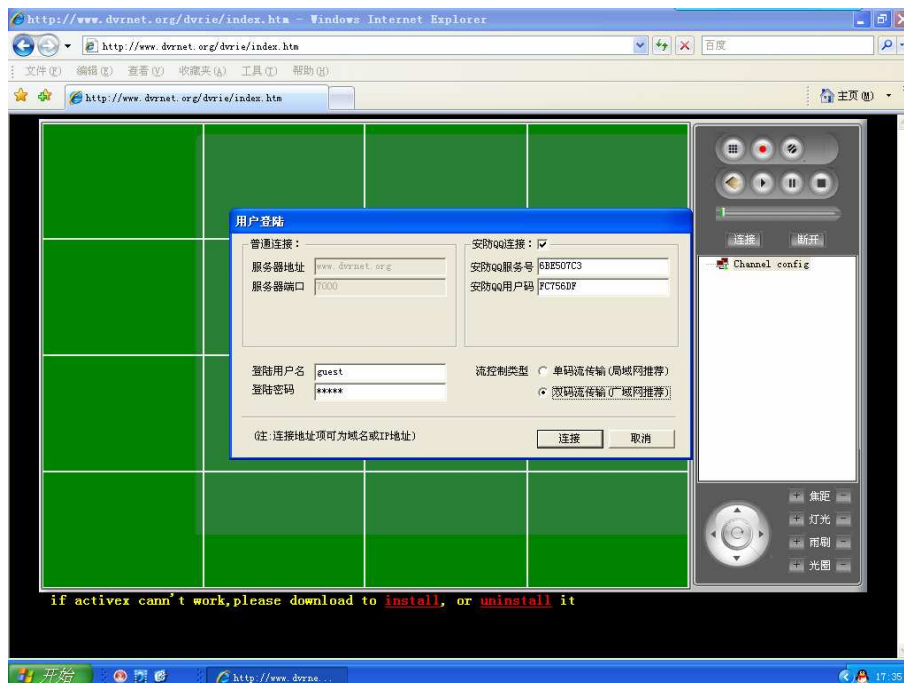 http://www.dvrnet.org/dvrie/index.htm - Windows Internet Explorer
http://www.dvrnet.org/dvrie/index.htm
百度
文件(F) 编辑(E) 查看(V) 收藏夹(A) 工具(T) 帮助(H)
http://www.dvrnet.org/dvrie/index.htm
主页(M)
用户登陆
普通连接：
服务器地址 www.dvrnet.org
服务器端口 7000
安防QQ连接：
安防QQ服务号 6BE507C3
安防QQ用户码 FC756DF
登陆用户名 guest
登陆密码 *****
流控制类型 单码流传输(局域网推荐)
双码流传输(广域网推荐)
(注:连接地址项可为域名或IP地址)
连接 取消
连接 断开
Channel config
焦距
灯光
雨刷
光圈
if activex cann't work,please download to install, or uninstall it
开始 http://www.dvrne... 17:35